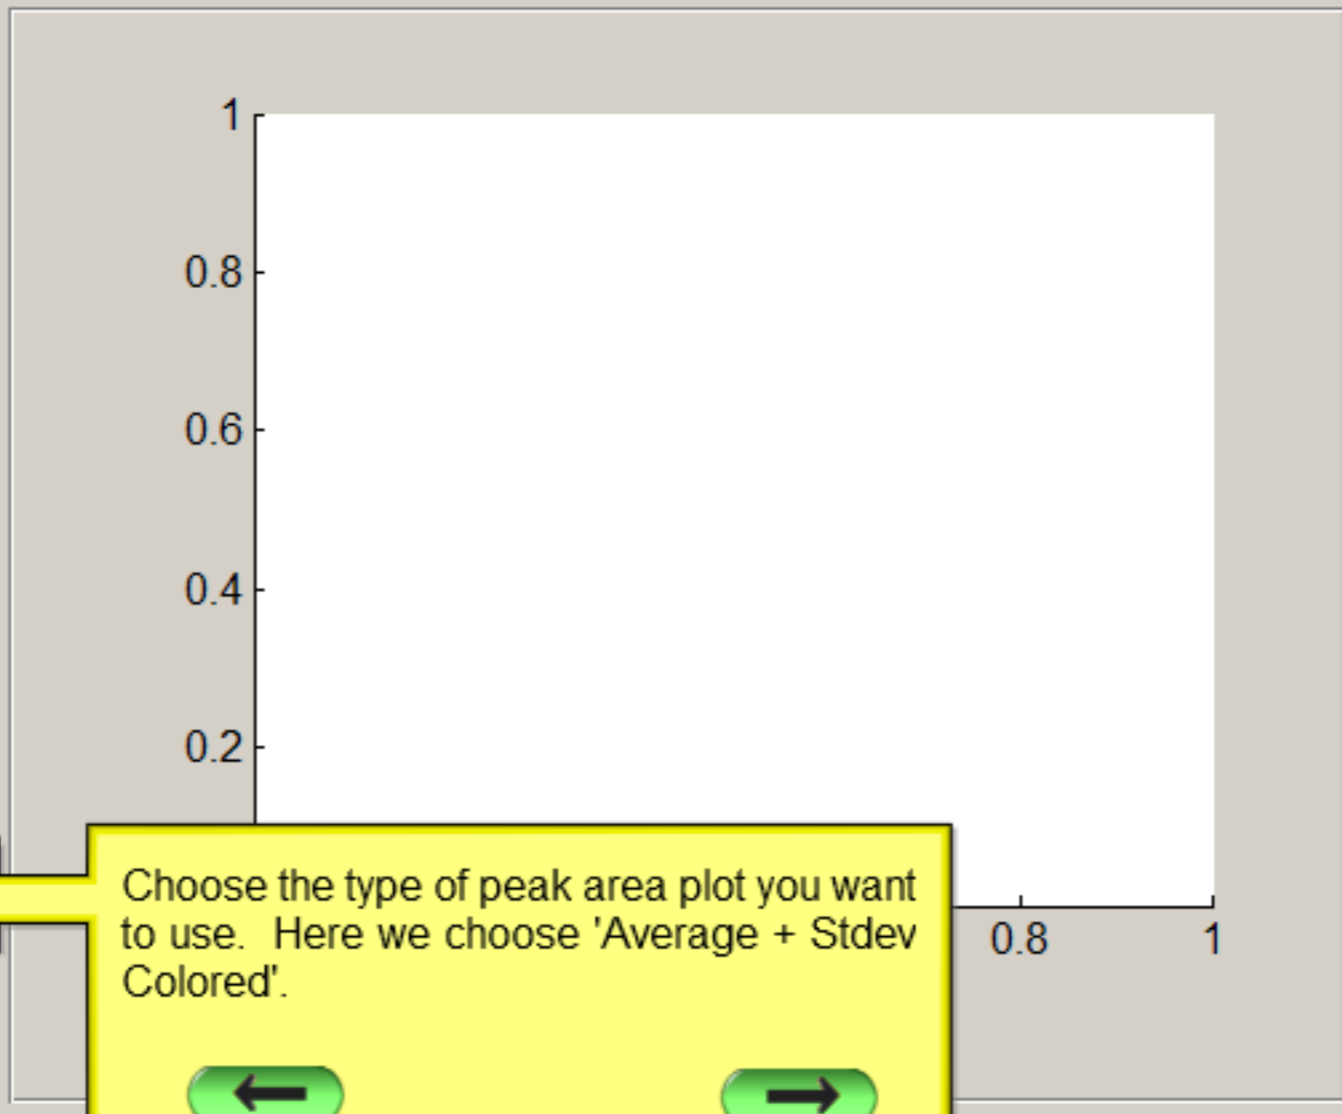 1
0.8
0.6
0.4
0.2
Choose the type of peak area plot you want
to use.  Here we choose 'Average + Stdev
Colored'.
0.8 1